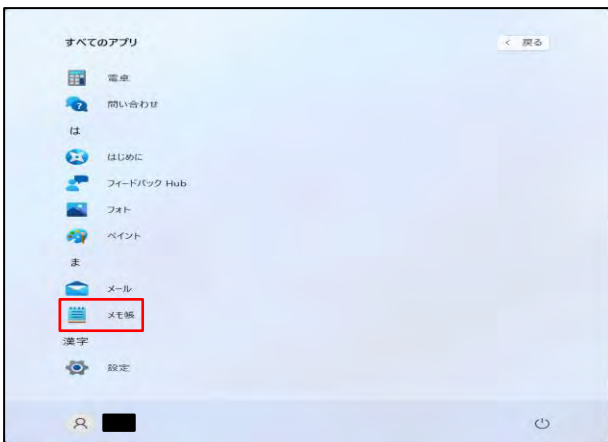 すべてのアプリ
< 戻る
電卓
問い合わせ
は
はじめに
フィードバック Hub
フォト
ペイント
ま
メール
メモ帳
漢字
設定